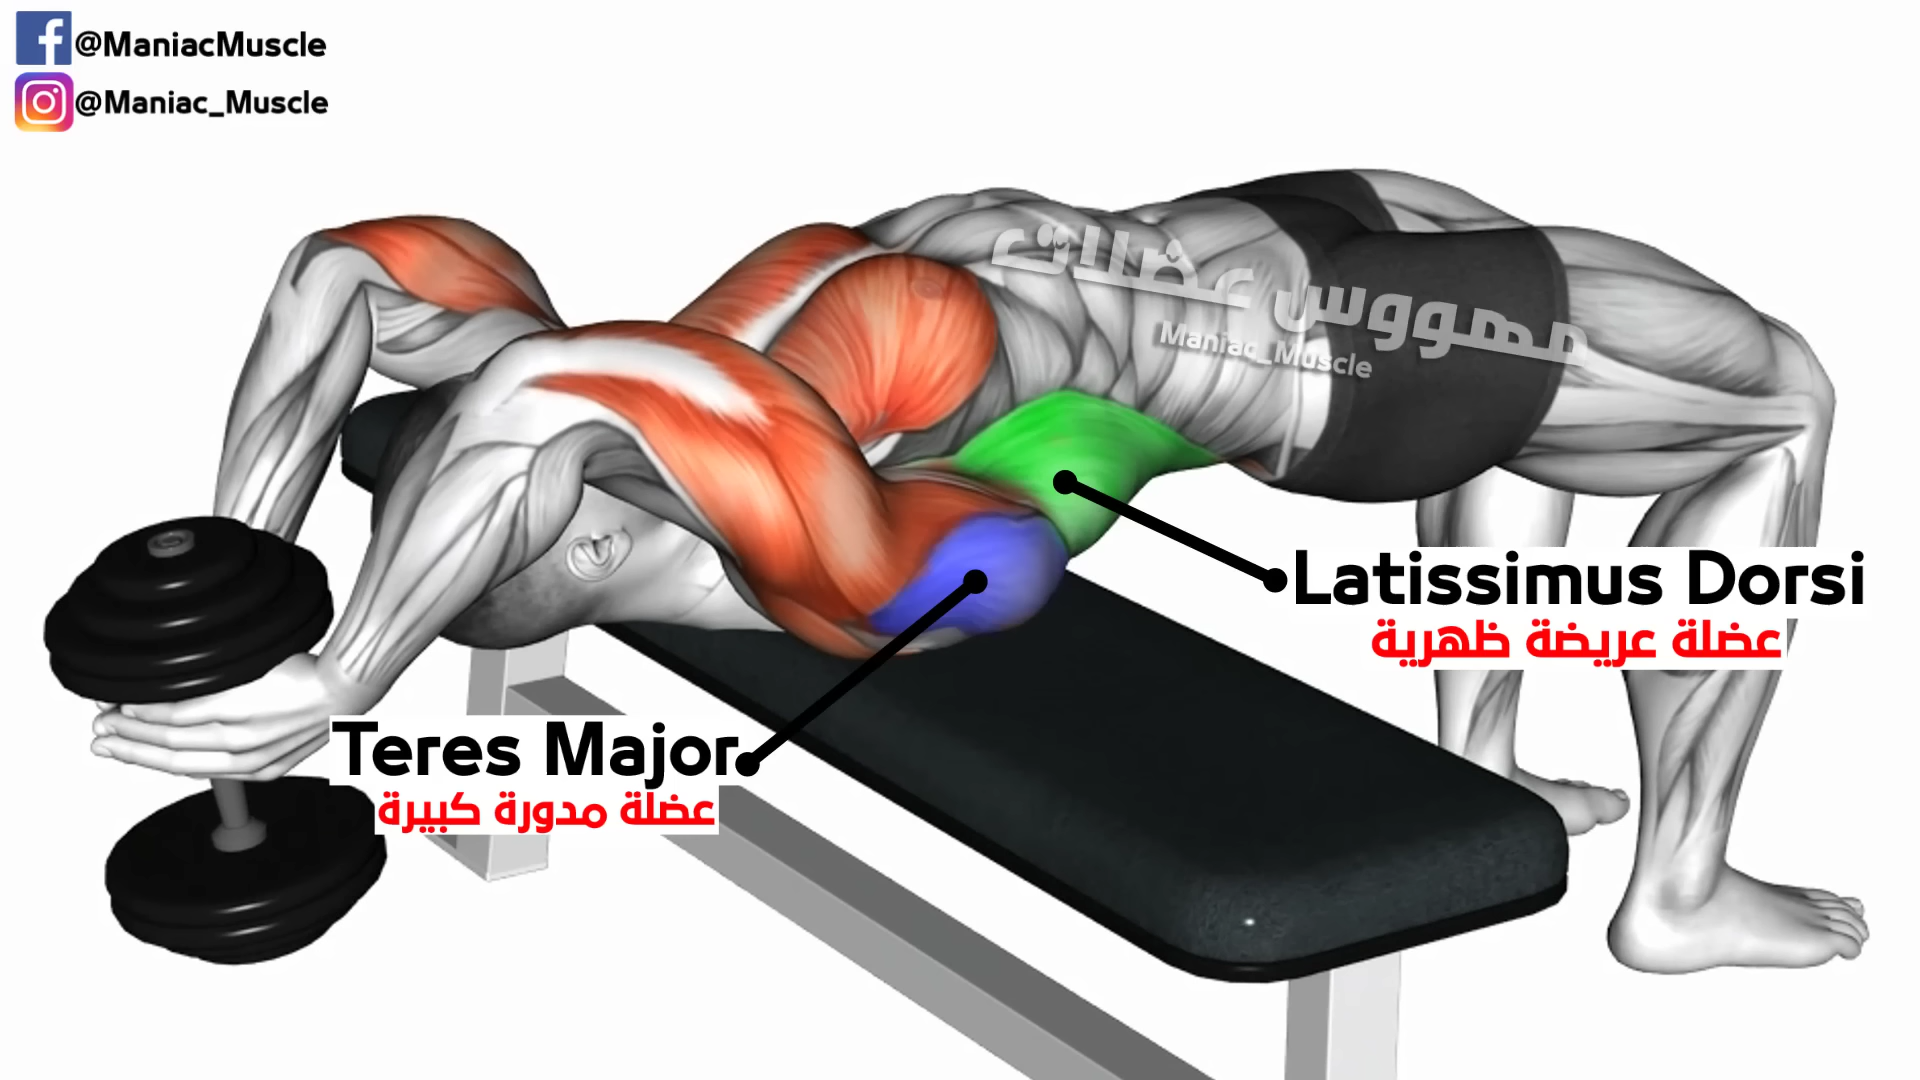 @ManiacMuscle
@Maniac_Muscle
مهووس عضلات
Maniac_Muscle
Latissimus Dorsi
عضلة عريضة ظهرية
Teres Major
عضلة مدورة كبيرة